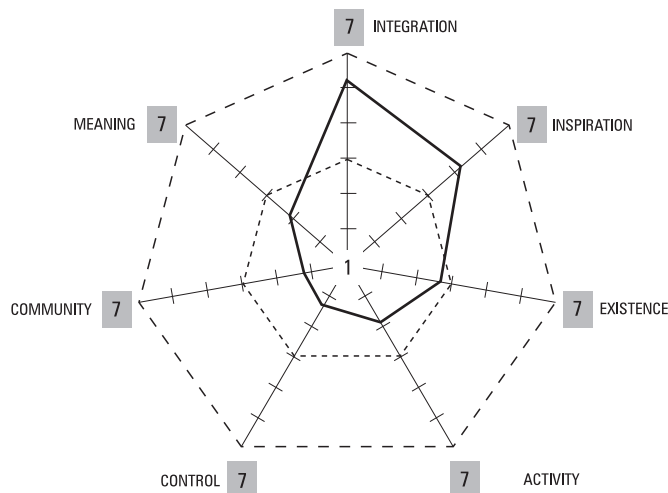 7 INTEGRATION
MEANING 7
7 INSPIRATION
1
COMMUNITY 7
7 EXISTENCE
CONTROL 7
7 ACTIVITY